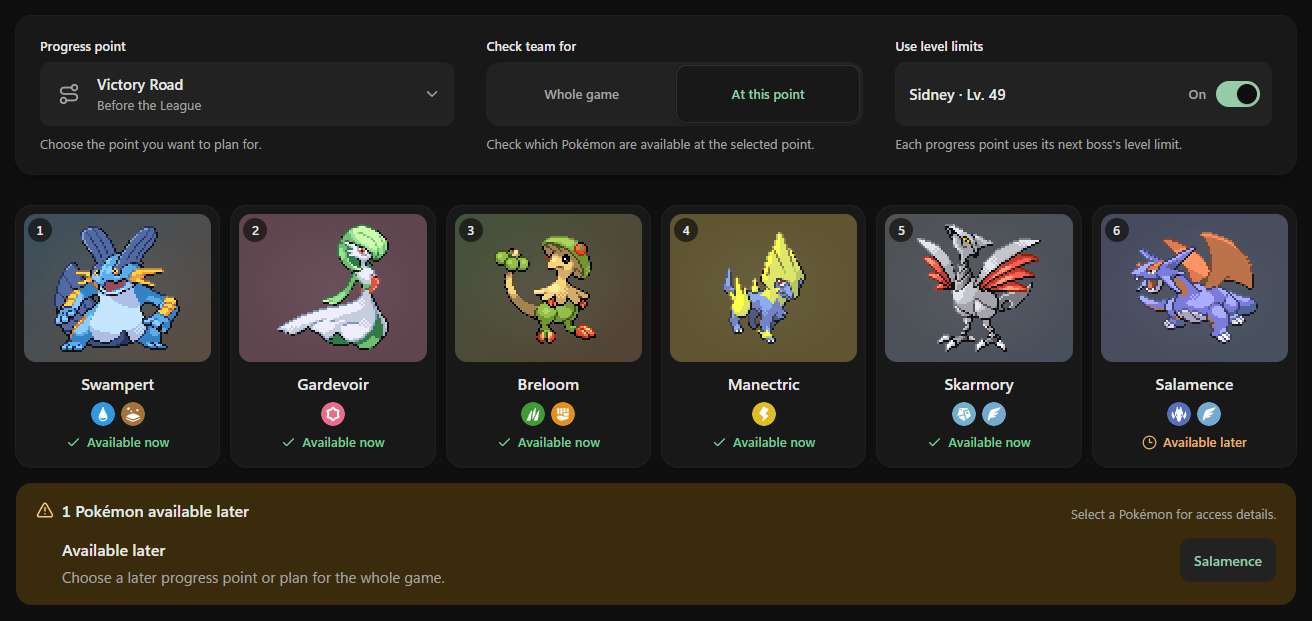 Progress point
Check team for
Use level limits
Victory Road
Before the League
Whole game
At this point
Sidney · Lv. 49
On
Choose the point you want to plan for.
Check which Pokémon are available at the selected point.
Each progress point uses its next boss's level limit.
1
2
3
4
5
6
Swampert
Gardevoir
Breloom
Manectric
Skarmory
Salamence
Available now
Available now
Available now
Available now
Available now
Available later
1 Pokémon available later
Select a Pokémon for access details.
Available later
Choose a later progress point or plan for the whole game.
Salamence